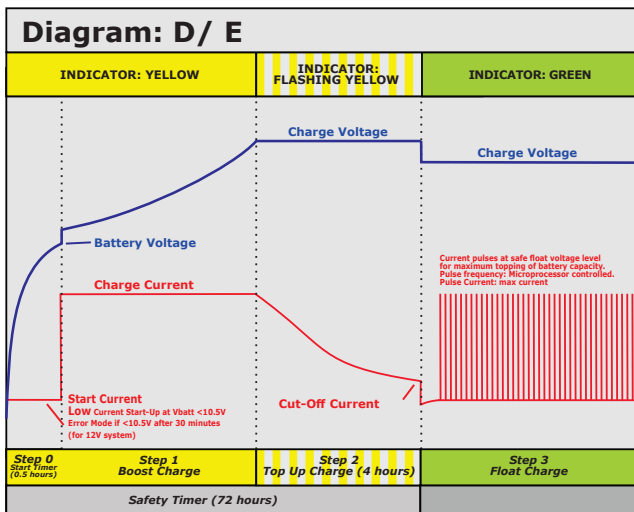 Diagram: D/ E
INDICATOR: YELLOW
INDICATOR:
FLASHING YELLOW
INDICATOR: GREEN
Charge Voltage
Charge Voltage
Battery Voltage
Current pulses at safe float voltage level
for maximum topping of battery capacity.
Pulse frequency: Microprocessor controlled.
Pulse Current: max current
Charge Current
Start Current
Low Current Start-Up at Vbatt <10.5V
Error Mode if <10.5V after 30 minutes
(for 12V system)
Cut-Off Current
Step 0
Start Timer
(0.5 hours)
Step 1
Boost Charge
Step 2
Top Up Charge (4 hours)
Step 3
Float Charge
Safety Timer (72 hours)